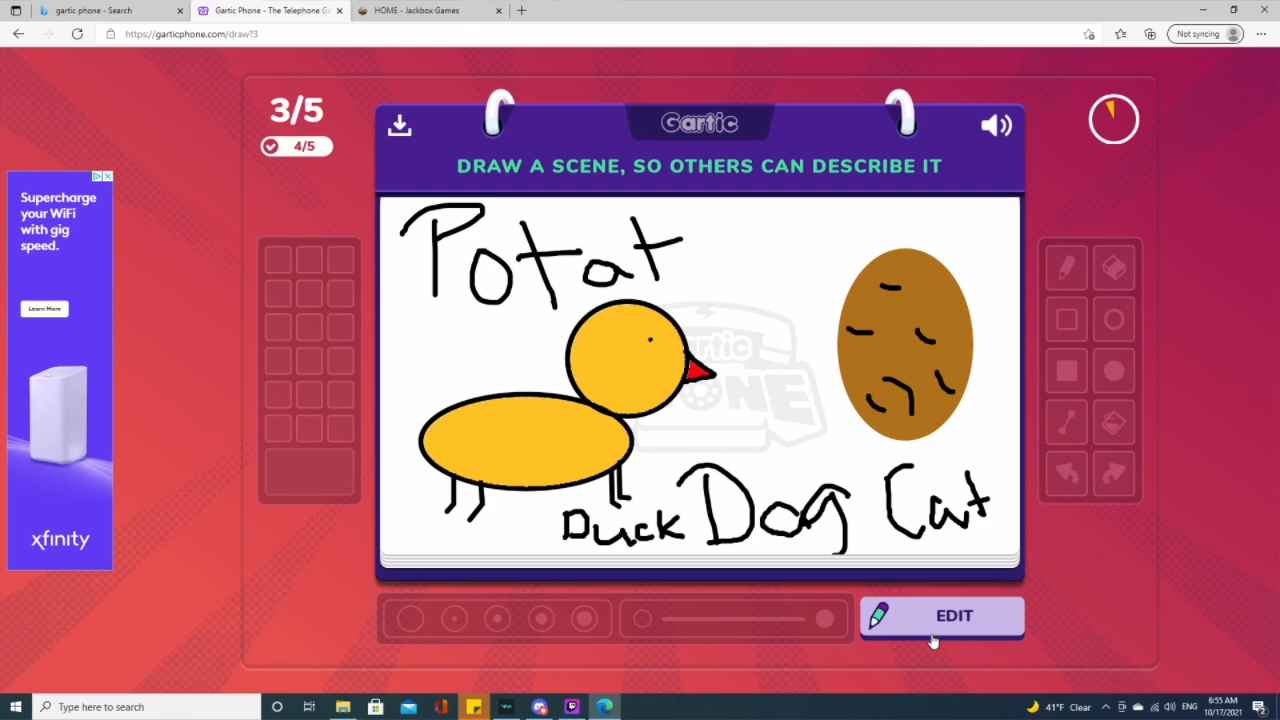 gartic phone - Search
Gartic Phone - The Telephone Ga
HOME - Jackbox Games
https://garticphone.com/draw?3
Not syncing
3/5
4/5
Gartic
DRAW A SCENE, SO OTHERS CAN DESCRIBE IT
Supercharge
your WiFi
with gig
speed.
Learn More
xfinity
Potat
Duck Dog Cat
EDIT
Type here to search
41°F Clear
ENG
6:55 AM
10/17/2021
2